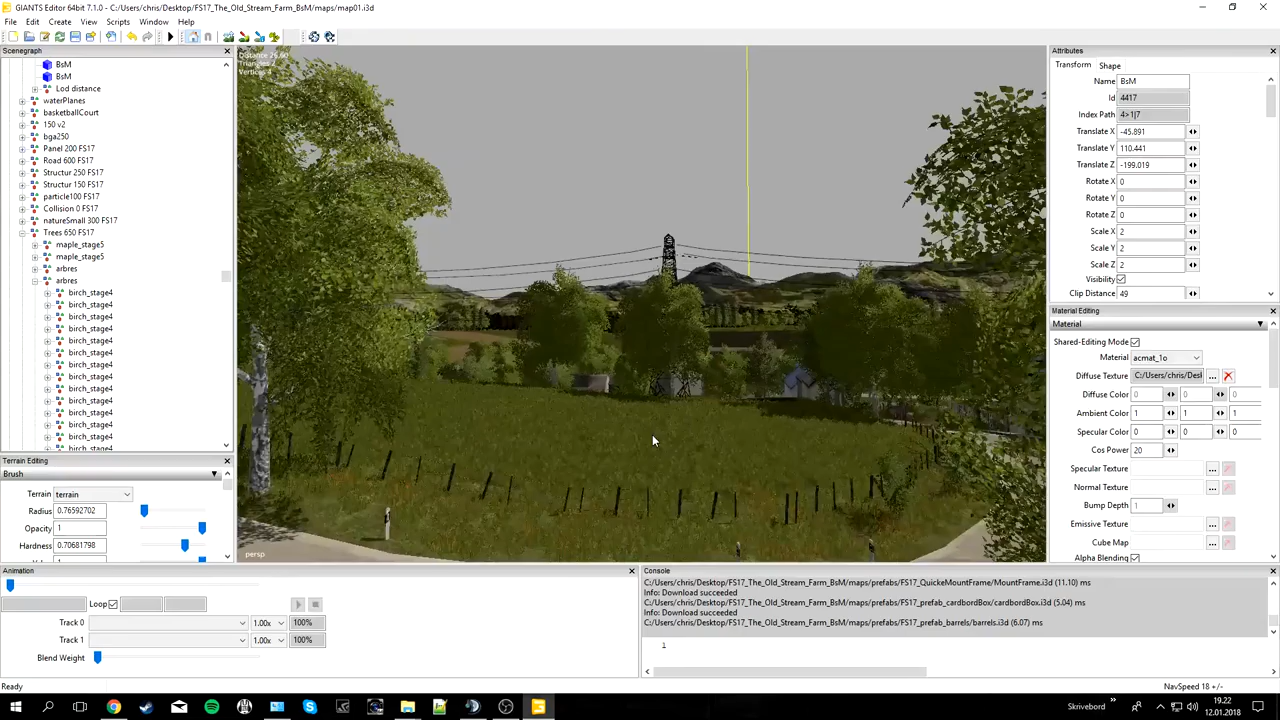 GIANTS Editor 64bit v7.1.0 - C:/Users/chris/Desktop/FS17_The_Old_Stream_Farm_BsM/maps/map01.i3d
File Edit Create View Scripts Window Help
Scenegraph
BsM
BsM
Lod distance
waterPlanes
basketballCourt
150 v2
bga250
Panel 200 FS17
Road 600 FS17
Structur 250 FS17
Structur 150 FS17
particle100 FS17
Collision 0 FS17
natureSmall 300 FS17
Trees 650 FS17
maple_stage5
maple_stage5
arbres
arbres
birch_stage4
birch_stage4
birch_stage4
birch_stage4
birch_stage4
birch_stage4
birch_stage4
birch_stage4
birch_stage4
birch_stage4
birch_stage4
birch_stage4
birch_stage4
birch_stage4
Terrain Editing
Brush
Terrain terrain
Radius 0.76592702
Opacity 1
Hardness 0.70681798
Triangles 2
Vertices 4
persp
Attributes
Transform Shape
Name BsM
Id 4417
Index Path 4>1|7
Translate X -45.891
Translate Y 110.441
Translate Z -199.019
Rotate X 0
Rotate Y 0
Rotate Z 0
Scale X 2
Scale Y 2
Scale Z 2
Visibility
Clip Distance 49
Material Editing
Material
Shared-Editing Mode
Material acmat_1o
Diffuse Texture C:/Users/chris/Desk ...
Diffuse Color 0 0 0
Ambient Color 1 1 1
Specular Color 0 0 0
Cos Power 20
Specular Texture ...
Normal Texture ...
Bump Depth 1
Emissive Texture ...
Cube Map ...
Alpha Blending
Animation
Loop
Track 0 1.00x 100%
Track 1 1.00x 100%
Blend Weight
Console
C:/Users/chris/Desktop/FS17_The_Old_Stream_Farm_BsM/maps/prefabs/FS17_QuickeMountFrame/MountFrame.i3d (11.10) ms
Info: Download succeeded
C:/Users/chris/Desktop/FS17_The_Old_Stream_Farm_BsM/maps/prefabs/FS17_prefab_cardbordBox/cardbordBox.i3d (5.04) ms
Info: Download succeeded
C:/Users/chris/Desktop/FS17_The_Old_Stream_Farm_BsM/maps/prefabs/FS17_prefab_barrels/barrels.i3d (6.07) ms
1
Ready
NavSpeed 18 +/-
Skrivebord
19.22
12.01.2018